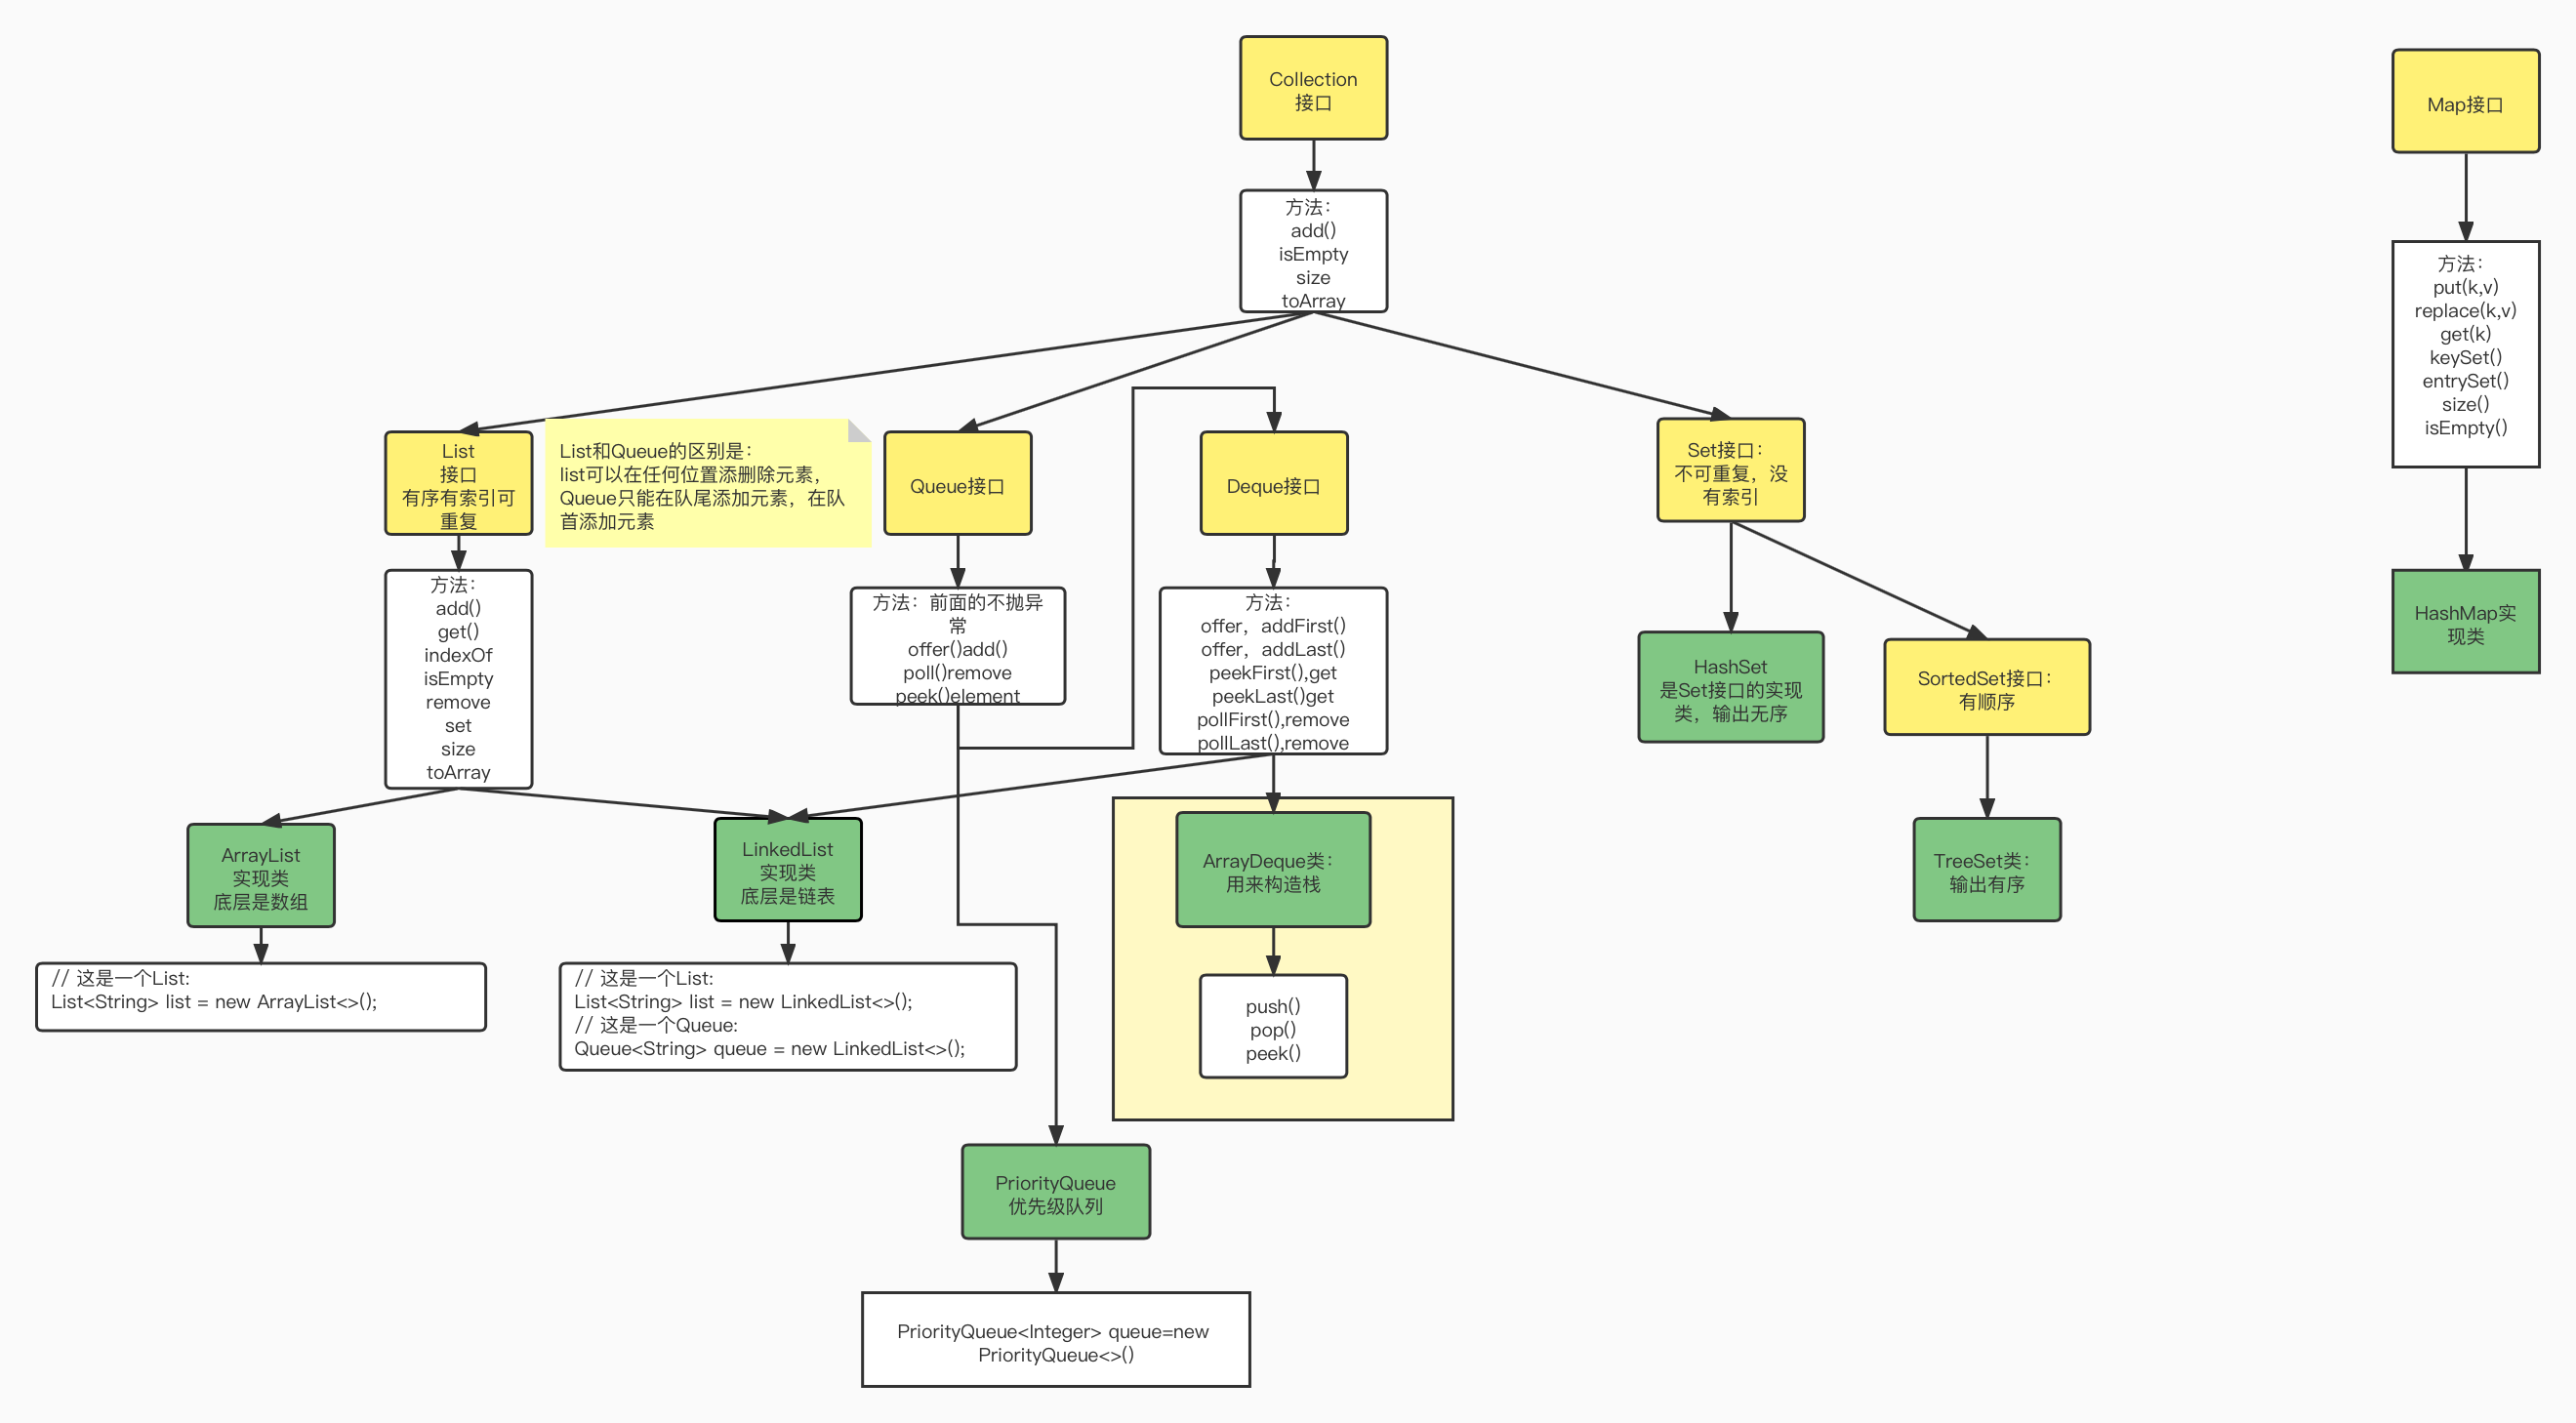 Collection
接口
Map接口
方法：
add()
isEmpty
size
toArray
方法：
put(k,v)
replace(k,v)
get(k)
keySet()
entrySet()
size()
isEmpty()
List
接口
有序有索引可
重复
List和Queue的区别是：
list可以在任何位置添删除元素，
Queue只能在队尾添加元素，在队
首添加元素
Queue接口
Deque接口
Set接口：
不可重复，没
有索引
方法：
add()
get()
indexOf
isEmpty
remove
set
size
toArray
方法：前面的不抛异
常
offer()add()
poll()remove
peek()element
方法：
offer，addFirst()
offer，addLast()
peekFirst(),get
peekLast()get
pollFirst(),remove
pollLast(),remove
HashSet
是Set接口的实现
类，输出无序
SortedSet接口：
有顺序
HashMap实
现类
ArrayList
实现类
底层是数组
LinkedList
实现类
底层是链表
ArrayDeque类：
用来构造栈
TreeSet类：
输出有序
// 这是一个List:
List<String> list = new ArrayList<>();
// 这是一个List:
List<String> list = new LinkedList<>();
// 这是一个Queue:
Queue<String> queue = new LinkedList<>();
push()
pop()
peek()
PriorityQueue
优先级队列
PriorityQueue<Integer> queue=new
PriorityQueue<>()